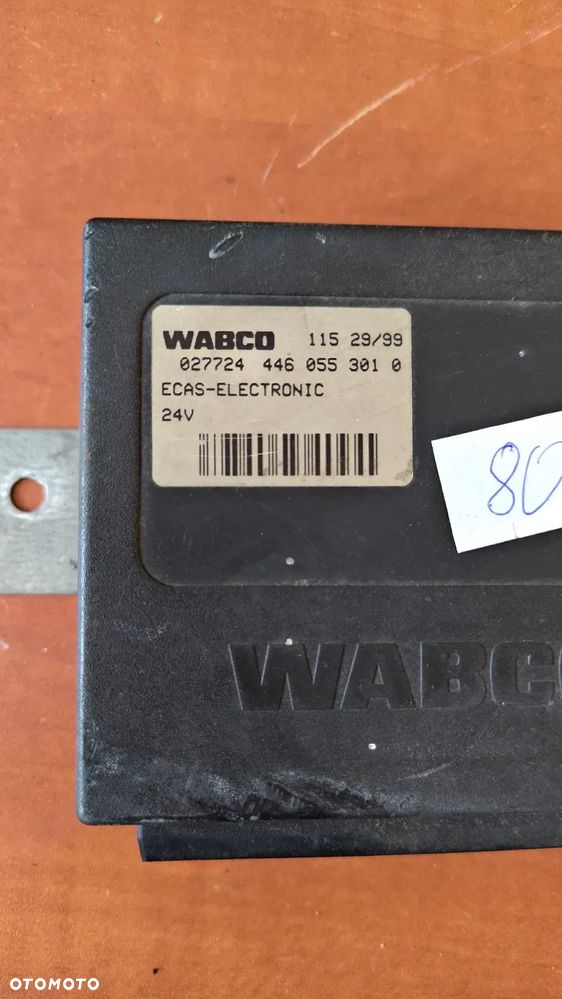 WABCO 115 29/99
027724 446 055 301 0
ECAS-ELECTRONIC
24V
80
WABCO
OTOMOTO